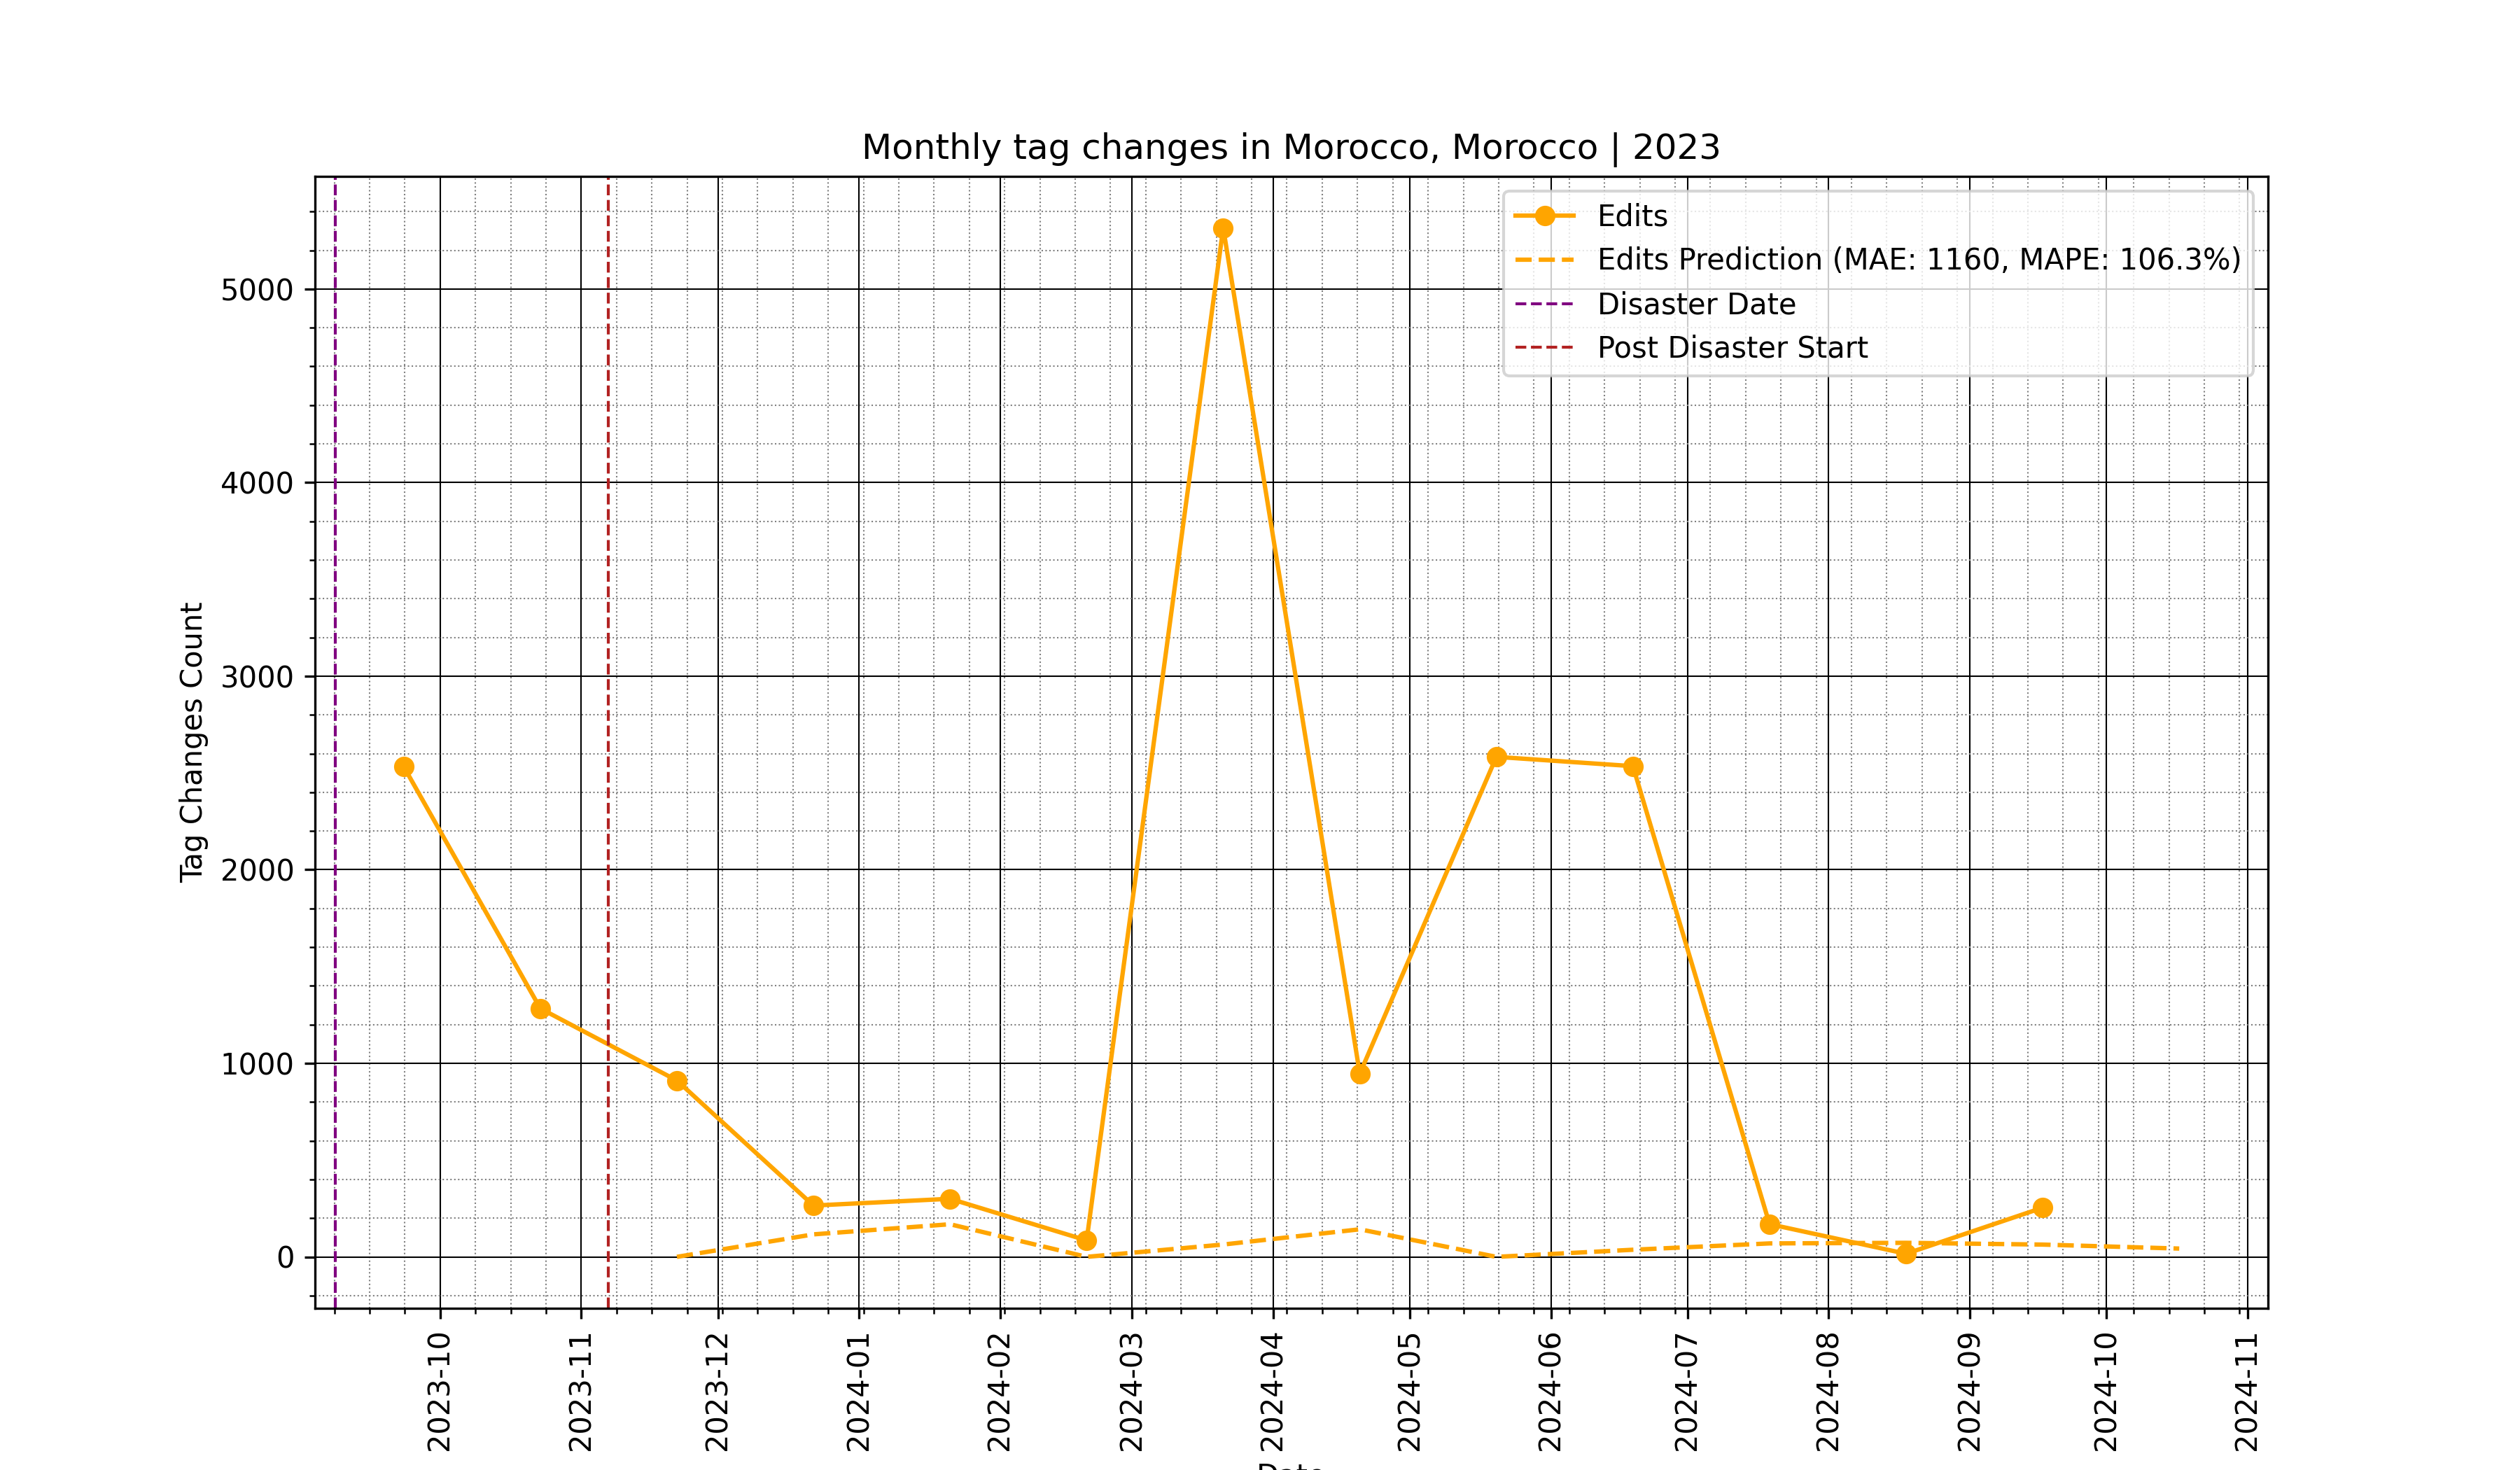 Monthly tag changes in Morocco, Morocco | 2023
Edits
Edits Prediction (MAE: 1160, MAPE: 106.3%)
Disaster Date
Post Disaster Start
Tag Changes Count
5000
4000
3000
2000
1000
0
2023-10
2023-11
2023-12
2024-01
2024-02
2024-03
2024-04
2024-05
2024-06
2024-07
2024-08
2024-09
2024-10
2024-11
Date